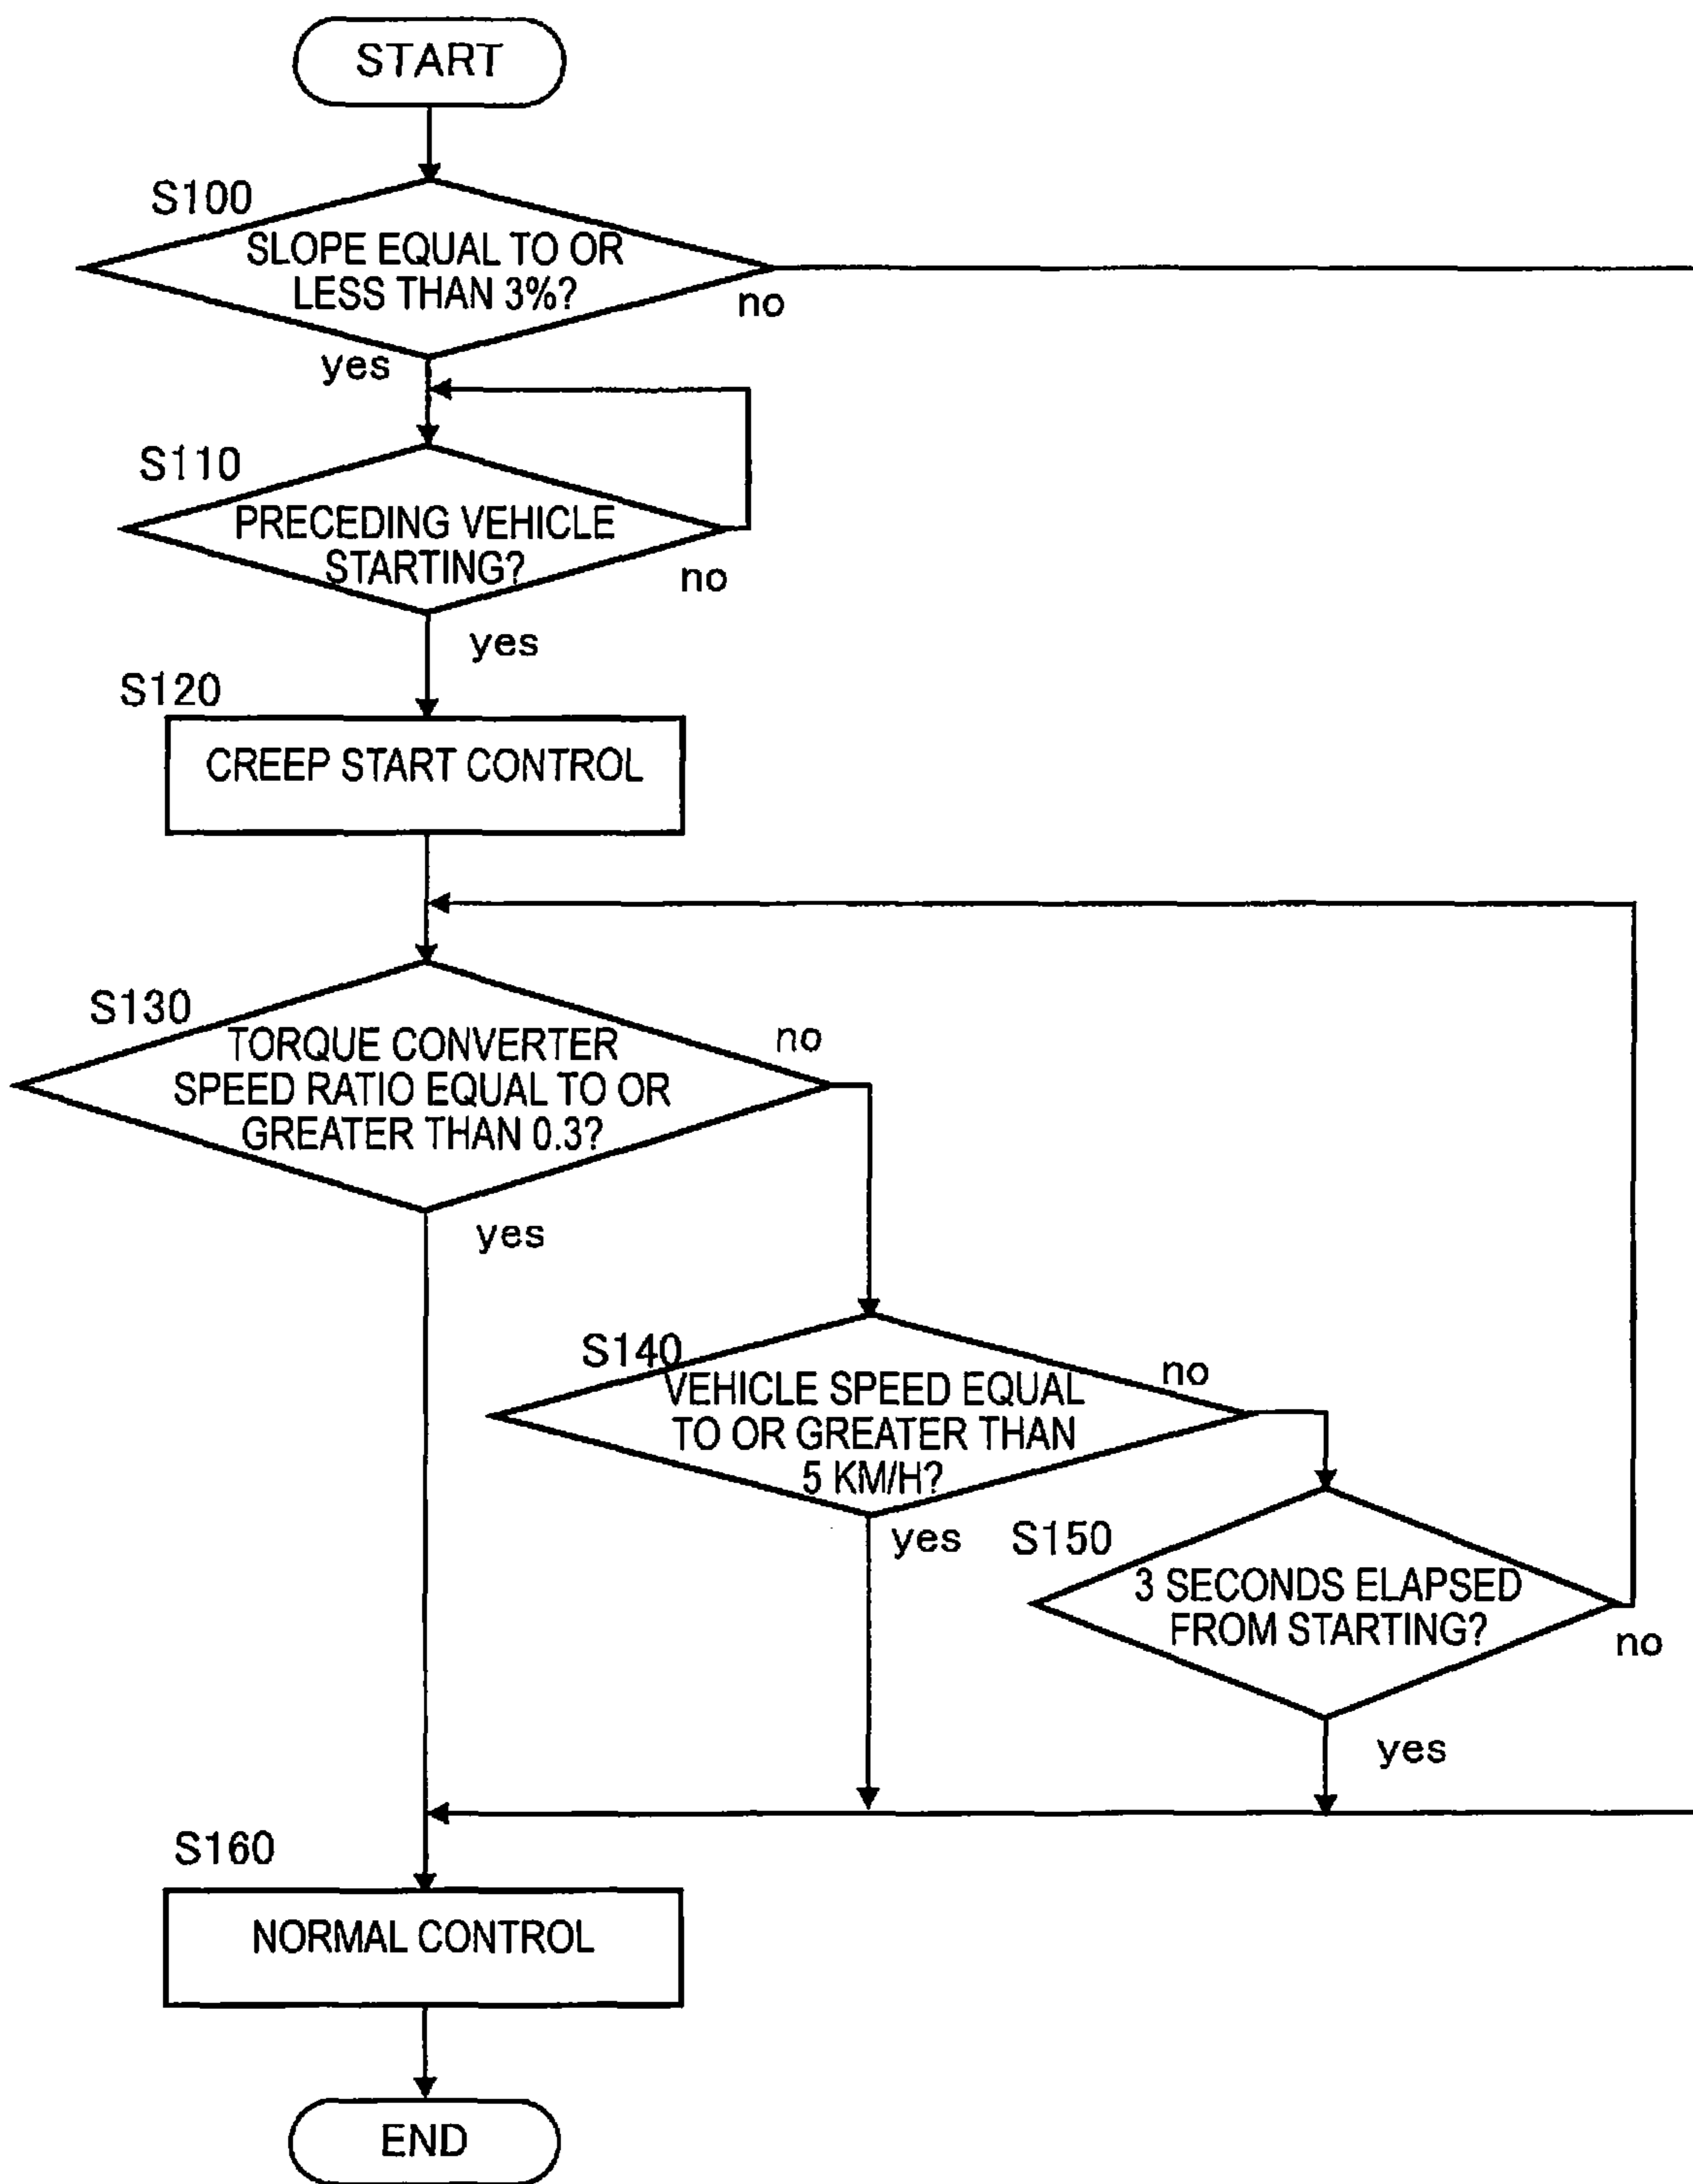 START
S100
SLOPE EQUAL TO OR
LESS THAN 3%?
no
yes
S110
PRECEDING VEHICLE
STARTING?
no
yes
S120
CREEP START CONTROL
S130
TORQUE CONVERTER
SPEED RATIO EQUAL TO OR
GREATER THAN 0.3?
no
yes
S140
VEHICLE SPEED EQUAL
TO OR GREATER THAN
5 KM/H?
no
yes
S150
3 SECONDS ELAPSED
FROM STARTING?
no
yes
S160
NORMAL CONTROL
END